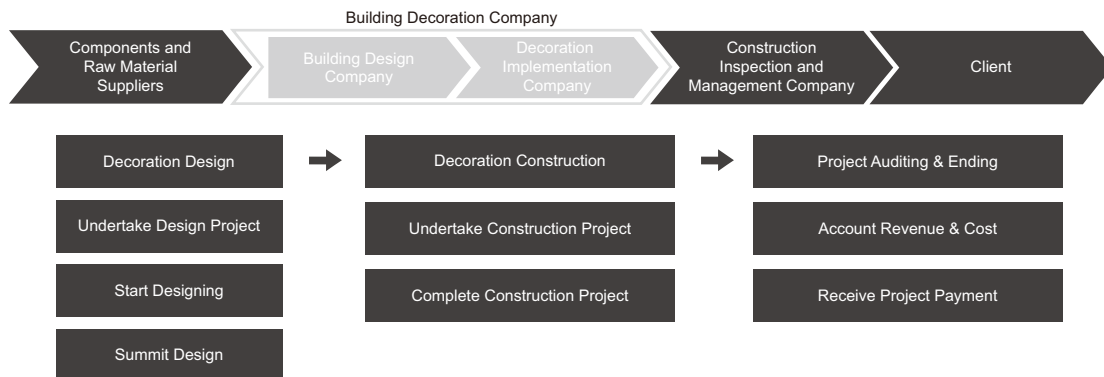 Building Decoration Company
Components and
Raw Material
Suppliers
Building Design
Company
Decoration
Implementation
Company
Construction
Inspection and
Management Company
Client
Decoration Design
Decoration Construction
Project Auditing & Ending
Undertake Design Project
Undertake Construction Project
Account Revenue & Cost
Start Designing
Complete Construction Project
Receive Project Payment
Summit Design